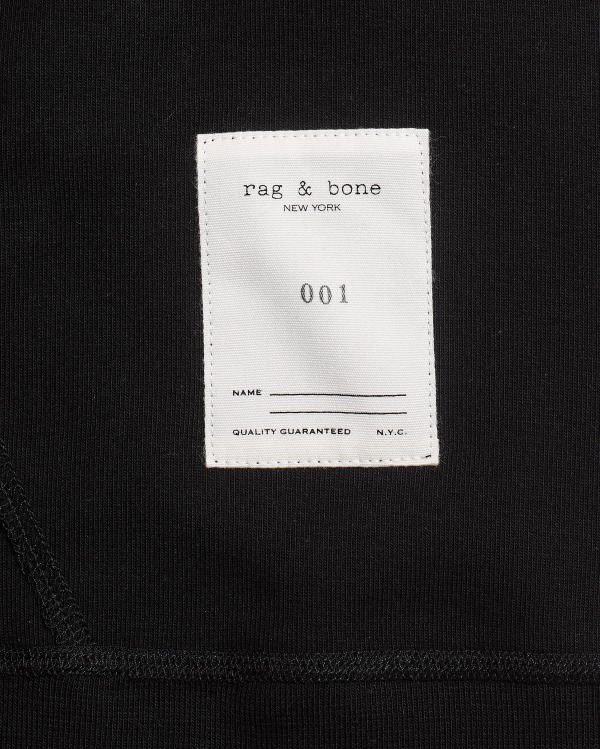 rag & bone
NEW YORK
001
NAME
QUALITY GUARANTEED N.Y.C.